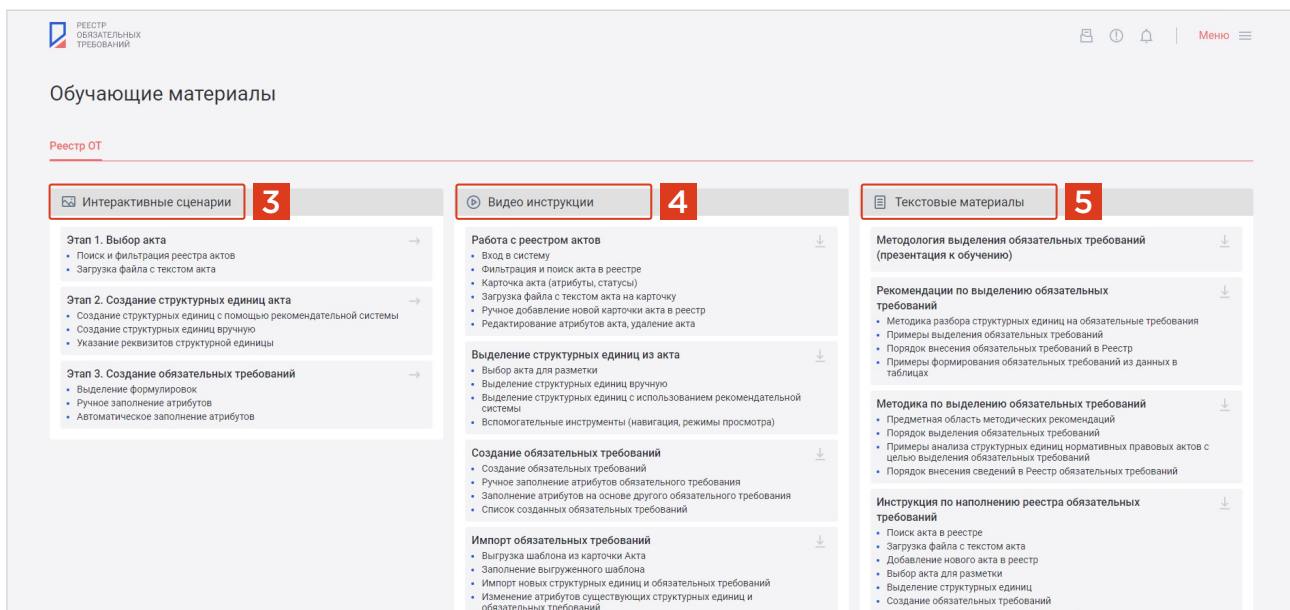 РЕЕСТР
ОБЯЗАТЕЛЬНЫХ
ТРЕБОВАНИЙ
Меню
Обучающие материалы
Реестр ОТ
Интерактивные сценарии
3
Этап 1. Выбор акта
Поиск и фильтрация реестра актов
Загрузка файла с текстом акта
Этап 2. Создание структурных единиц акта
Создание структурных единиц с помощью рекомендательной системы
Создание структурных единиц вручную
Указание реквизитов структурной единицы
Этап 3. Создание обязательных требований
Выделение формулировок
Ручное заполнение атрибутов
Автоматическое заполнение атрибутов
Видео инструкции
4
Работа с реестром актов
Вход в систему
Фильтрация и поиск акта в реестре
Карточка акта (атрибуты, статусы)
Загрузка файла с текстом акта на карточку
Ручное добавление новой карточки акта в реестр
Редактирование атрибутов акта, удаление акта
Выделение структурных единиц из акта
Выбор акта для разметки
Выделение структурных единиц вручную
Выделение структурных единиц с использованием рекомендательной
системы
Вспомогательные инструменты (навигация, режимы просмотра)
Создание обязательных требований
Создание обязательных требований
Ручное заполнение атрибутов обязательного требования
Заполнение атрибутов на основе другого обязательного требования
Список созданных обязательных требований
Импорт обязательных требований
Выгрузка шаблона из карточки Акта
Заполнение выгруженного шаблона
Импорт новых структурных единиц и обязательных требований
Изменение атрибутов существующих структурных единиц и
обязательных требований
Текстовые материалы
5
Методология выделения обязательных требований
(презентация к обучению)
Рекомендации по выделению обязательных
требований
Методика разбора структурных единиц на обязательные требования
Примеры выделения обязательных требований
Порядок внесения обязательных требований в Реестр
Примеры формирования обязательных требований из данных в
таблицах
Методика по выделению обязательных требований
Предметная область методических рекомендаций
Порядок выделения обязательных требований
Примеры анализа структурных единиц нормативных правовых актов с
целью выделения обязательных требований
Порядок внесения сведений в Реестр обязательных требований
Инструкция по наполнению реестра обязательных
требований
Поиск акта в реестре
Загрузка файла с текстом акта
Добавление нового акта в реестр
Выбор акта для разметки
Выделение структурных единиц
Создание обязательных требований